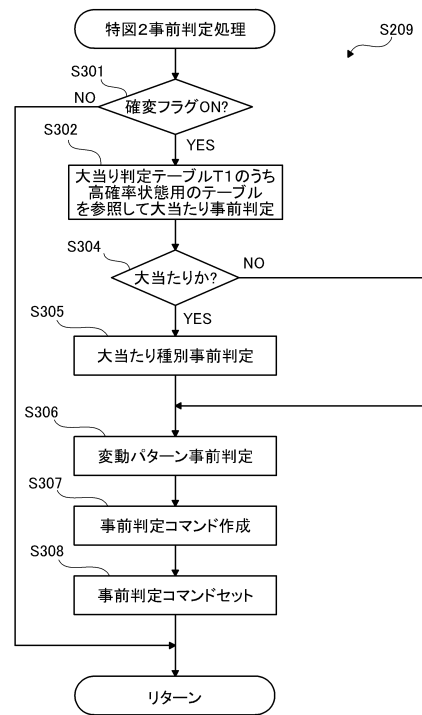 特図2事前判定処理
S209
S301
NO
確変フラグON?
S302
YES
大当り判定テーブルT1のうち
高確率状態用のテーブル
を参照して大当たり事前判定
S304
NO
大当たりか?
YES
S305
大当たり種別事前判定
S306
変動パターン事前判定
S307
事前判定コマンド作成
S308
事前判定コマンドセット
リターン